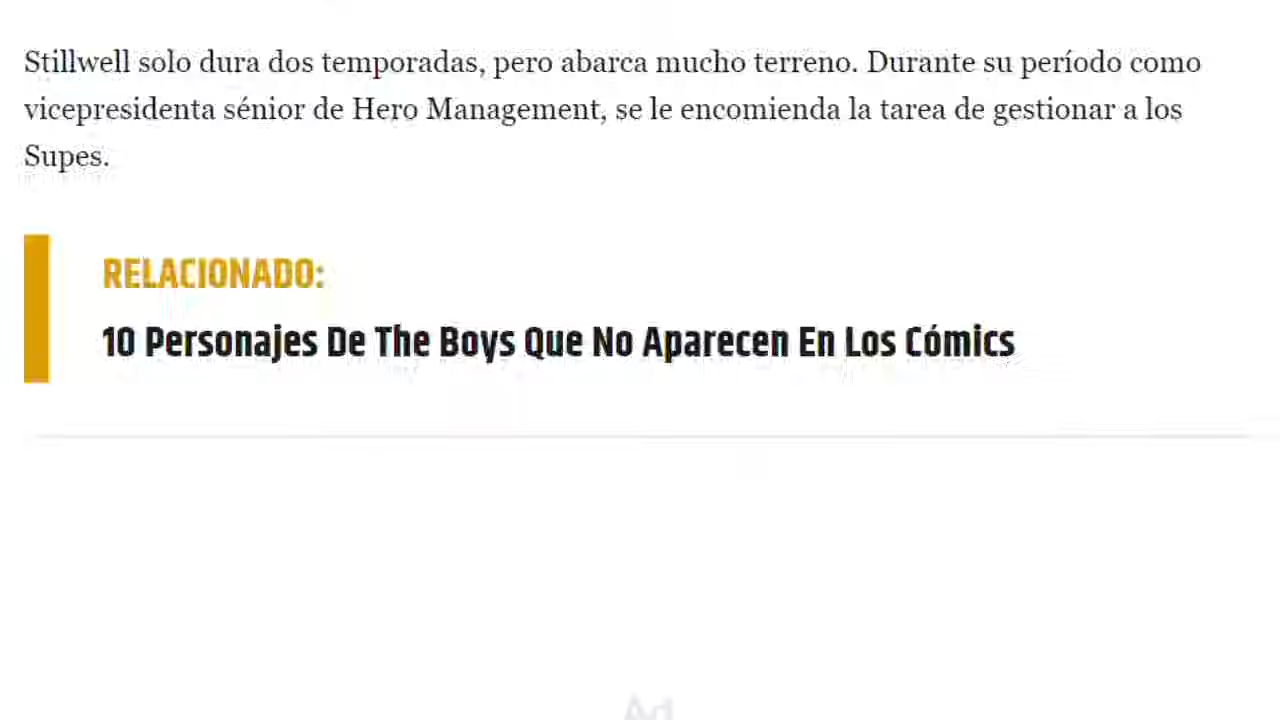 Stillwell solo dura dos temporadas, pero abarca mucho terreno. Durante su período como
vicepresidenta sénior de Hero Management, se le encomienda la tarea de gestionar a los
Supes.
RELACIONADO:
10 Personajes De The Boys Que No Aparecen En Los Cómics
Ad